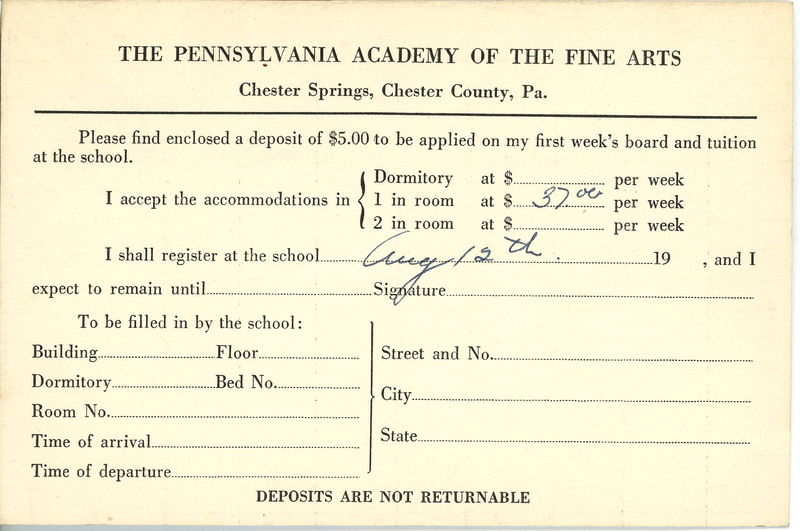 THE PENNSYLVANIA ACADEMY OF THE FINE ARTS
Chester Springs, Chester County, Pa.
Please find enclosed a deposit of $5.00 to be applied on my first week's board and tuition
at the school.
Dormitory at $ per week
I accept the accommodations in { 1 in room at $ 37.00 per week
2 in room at $ per week
I shall register at the school Aug 12th. 19 , and I
expect to remain until Signature
To be filled in by the school:
Building Floor
Dormitory Bed No.
Room No.
Time of arrival
Time of departure
Street and No.
City
State
DEPOSITS ARE NOT RETURNABLE